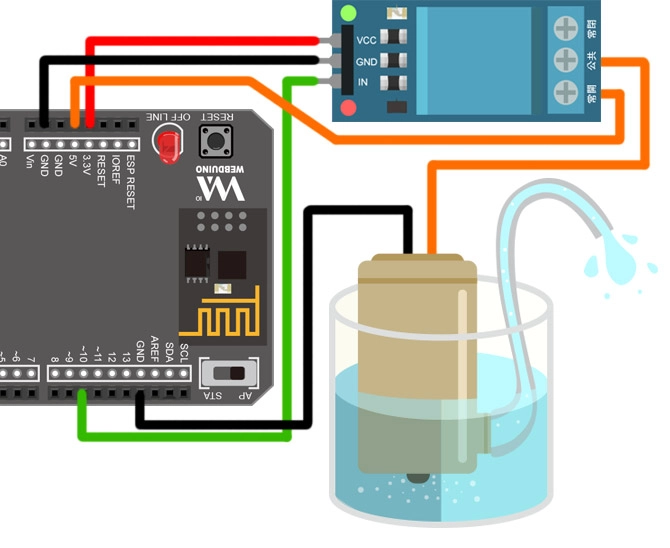 VCC
GND
IN
常閉
公共
常開
OFF LINE
RESET
WEBDUINO
IO
A0
Vin
GND
GND
5V
3.3V
RESET
IOREF
ESP RESET
~5
~6
7
8
~9
~10
~11
12
13
GND
AREF
SDA
SCL
STA
AP